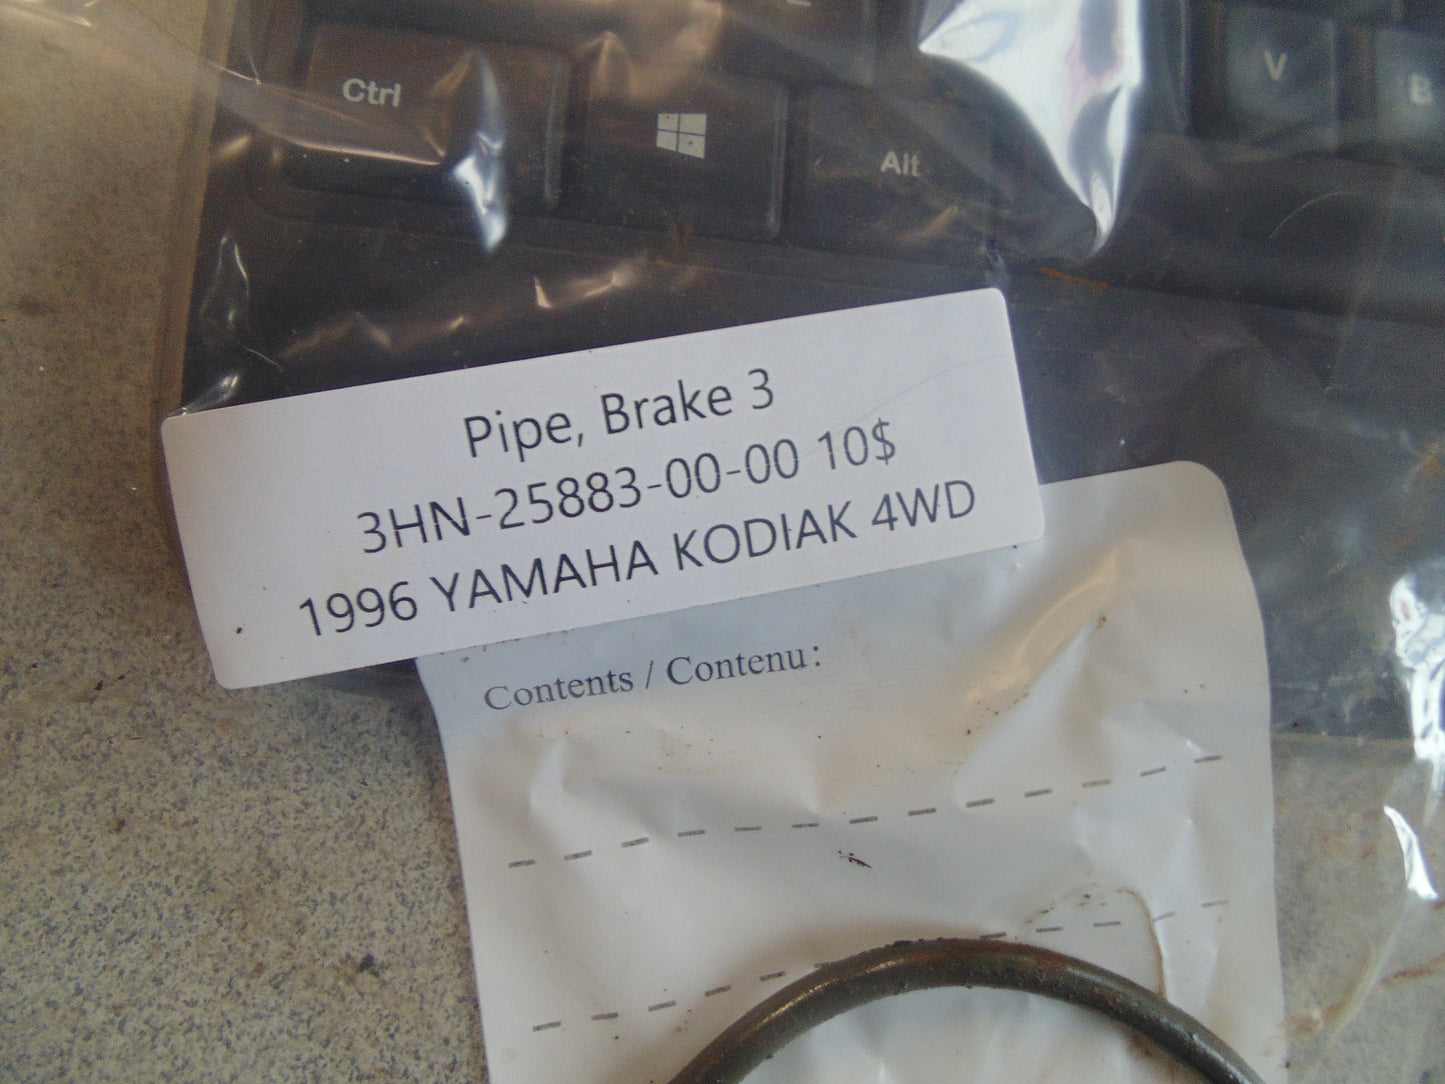 Ctrl
Alt
V
B
Pipe, Brake 3
3HN-25883-00-00 10$
1996 YAMAHA KODIAK 4WD
Contents / Contenu: